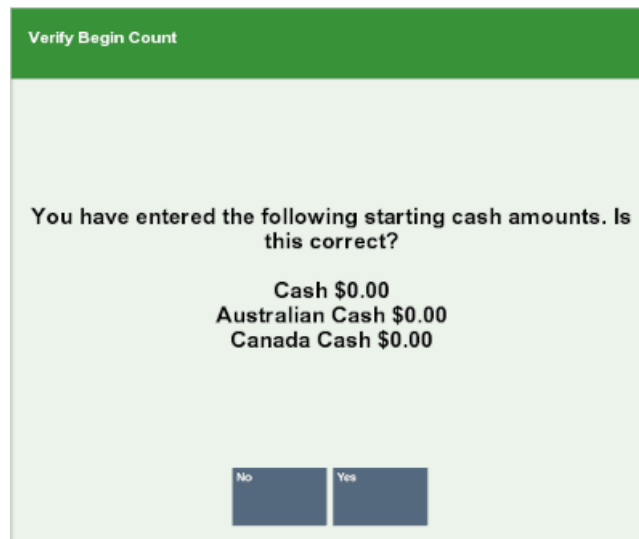 Verify Begin Count
You have entered the following starting cash amounts. Is
this correct?
Cash $0.00
Australian Cash $0.00
Canada Cash $0.00
No
Yes